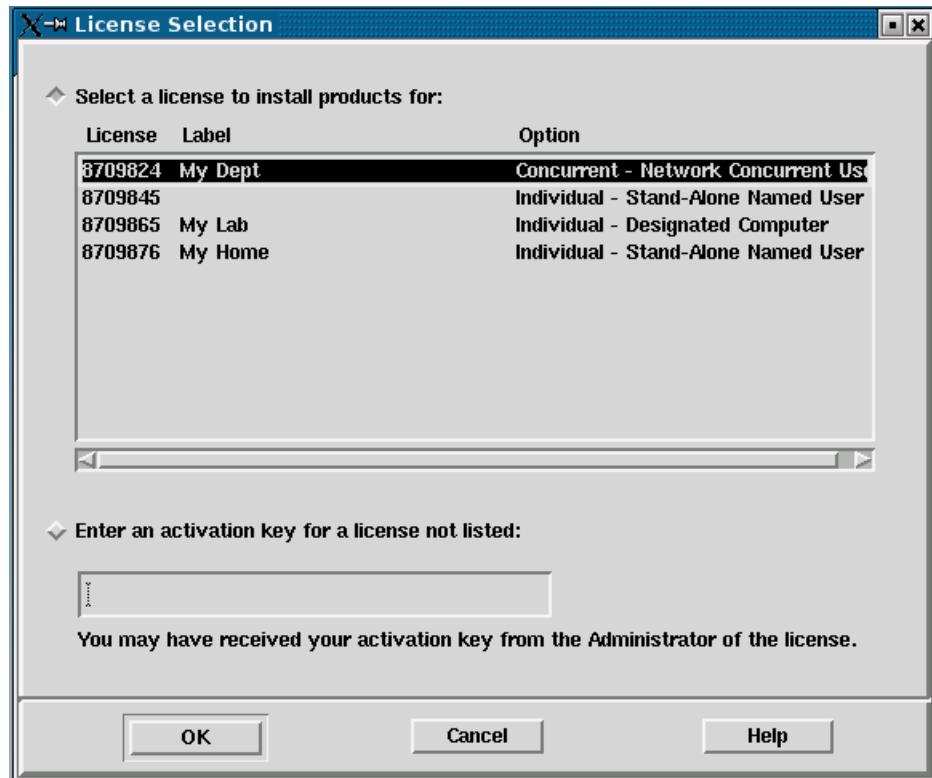 License Selection
Select a license to install products for:
License Label Option
8709824 My Dept Concurrent - Network Concurrent Use
8709845 Individual - Stand-Alone Named User
8709865 My Lab Individual - Designated Computer
8709876 My Home Individual - Stand-Alone Named User
Enter an activation key for a license not listed:
You may have received your activation key from the Administrator of the license.
OK Cancel Help